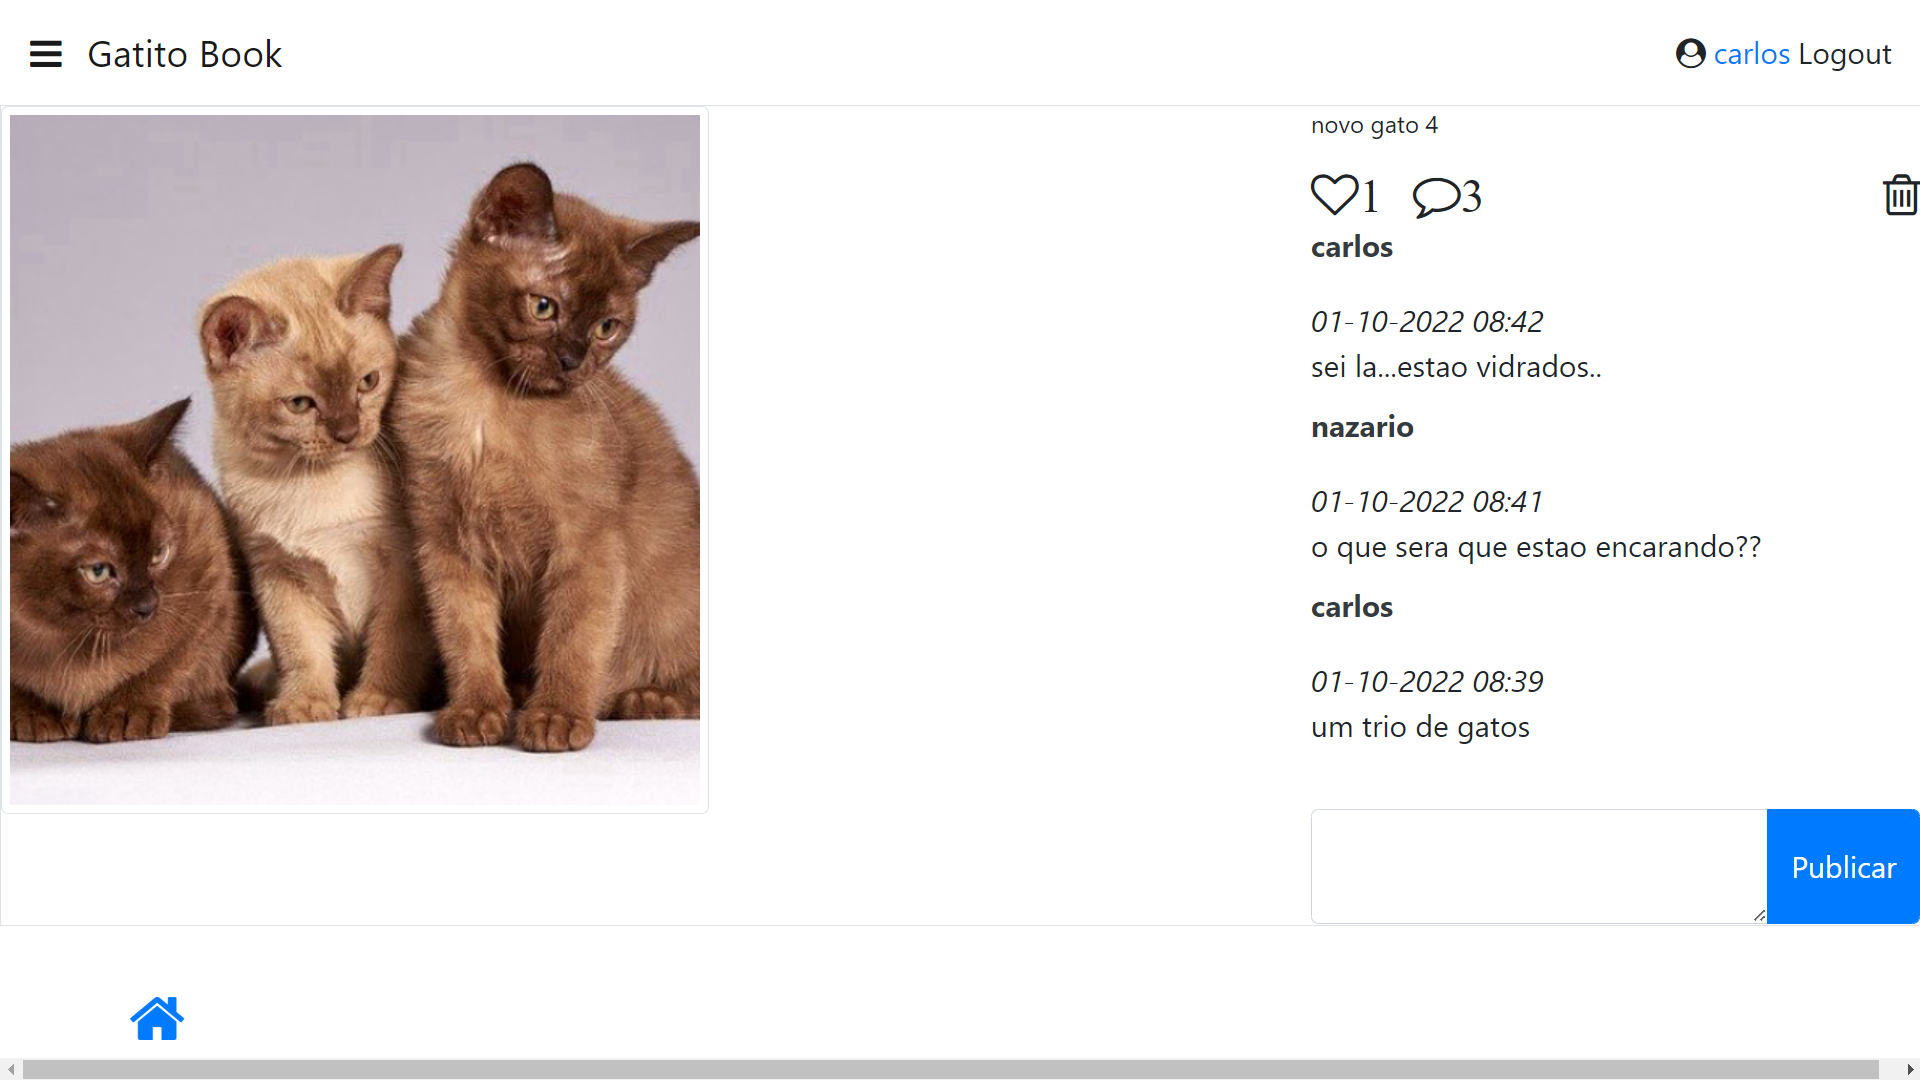 Gatito Book
carlos Logout
novo gato 4
1 3
carlos
01-10-2022 08:42
sei la...estao vidrados..
nazario
01-10-2022 08:41
o que sera que estao encarando??
carlos
01-10-2022 08:39
um trio de gatos
Publicar